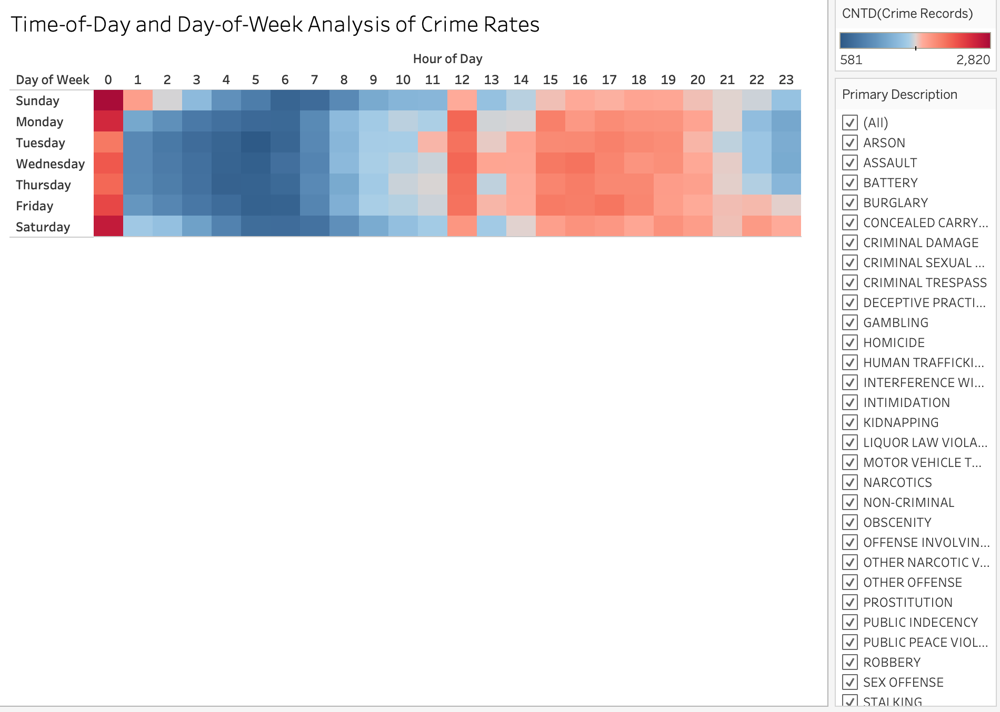 Time-of-Day and Day-of-Week Analysis of Crime Rates
Hour of Day
Day of Week 0 1 2 3 4 5 6 7 8 9 10 11 12 13 14 15 16 17 18 19 20 21 22 23
Sunday
Monday
Tuesday
Wednesday
Thursday
Friday
Saturday
CNTD(Crime Records)
581 2,820
Primary Description
(All)
ARSON
ASSAULT
BATTERY
BURGLARY
CONCEALED CARRY...
CRIMINAL DAMAGE
CRIMINAL SEXUAL ...
CRIMINAL TRESPASS
DECEPTIVE PRACTI...
GAMBLING
HOMICIDE
HUMAN TRAFFICKI...
INTERFERENCE WI...
INTIMIDATION
KIDNAPPING
LIQUOR LAW VIOLA...
MOTOR VEHICLE T...
NARCOTICS
NON-CRIMINAL
OBSCENITY
OFFENSE INVOLVIN...
OTHER NARCOTIC V...
OTHER OFFENSE
PROSTITUTION
PUBLIC INDECENCY
PUBLIC PEACE VIOL...
ROBBERY
SEX OFFENSE
STALKING